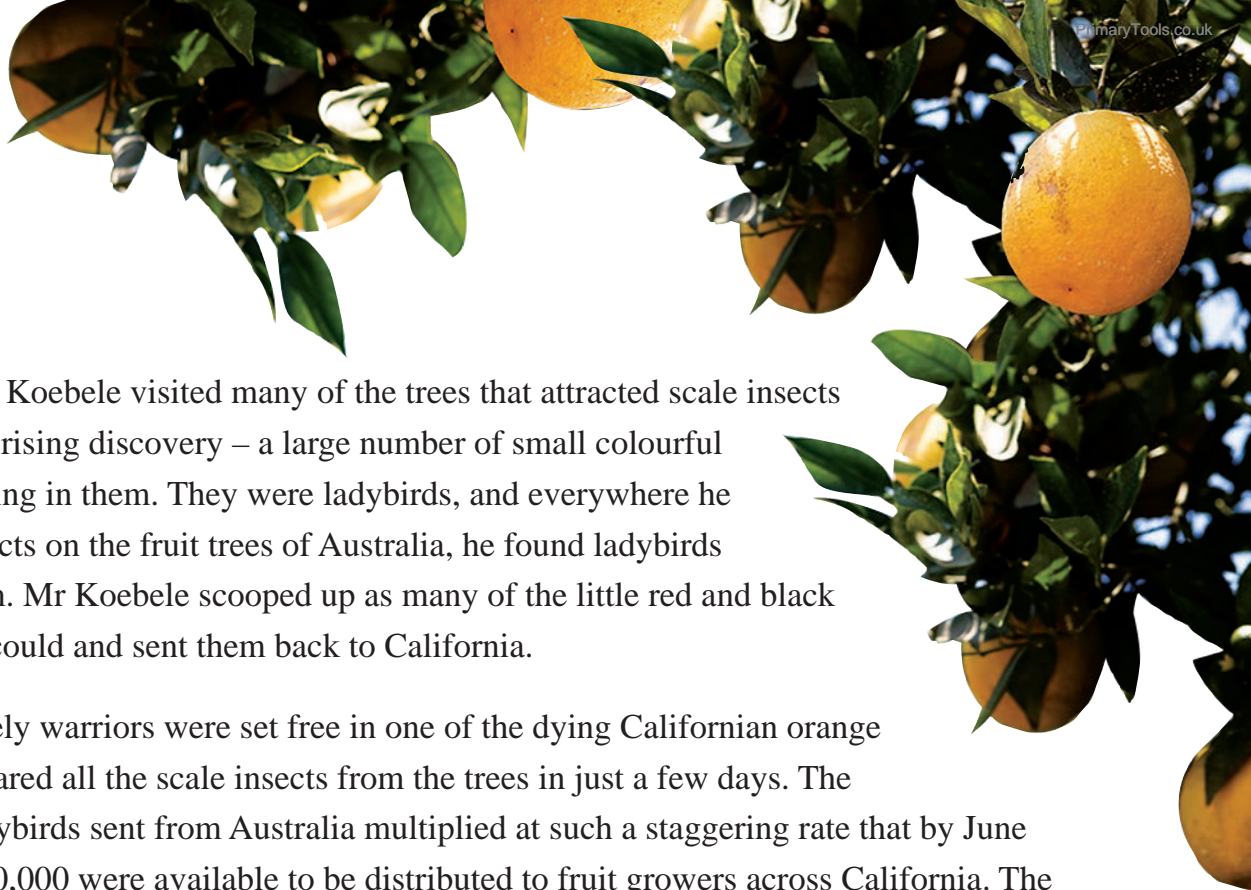 PrimaryTools.co.uk
Koebele visited many of the trees that attracted scale insects
rising discovery – a large number of small colourful
ing in them. They were ladybirds, and everywhere he
cts on the fruit trees of Australia, he found ladybirds
. Mr Koebele scooped up as many of the little red and black
could and sent them back to California.
ely warriors were set free in one of the dying Californian orange
ared all the scale insects from the trees in just a few days. The
ybirds sent from Australia multiplied at such a staggering rate that by June
0,000 were available to be distributed to fruit growers across California. The